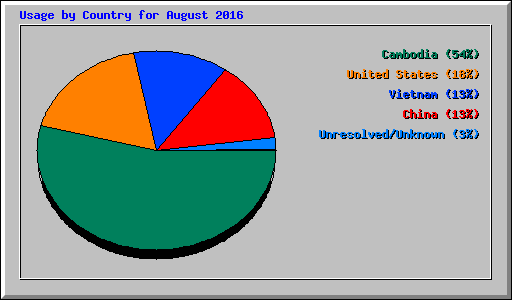 Usage by Country for August 2016
Cambodia (54%)
United States (18%)
Vietnam (13%)
China (13%)
Unresolved/Unknown (3%)